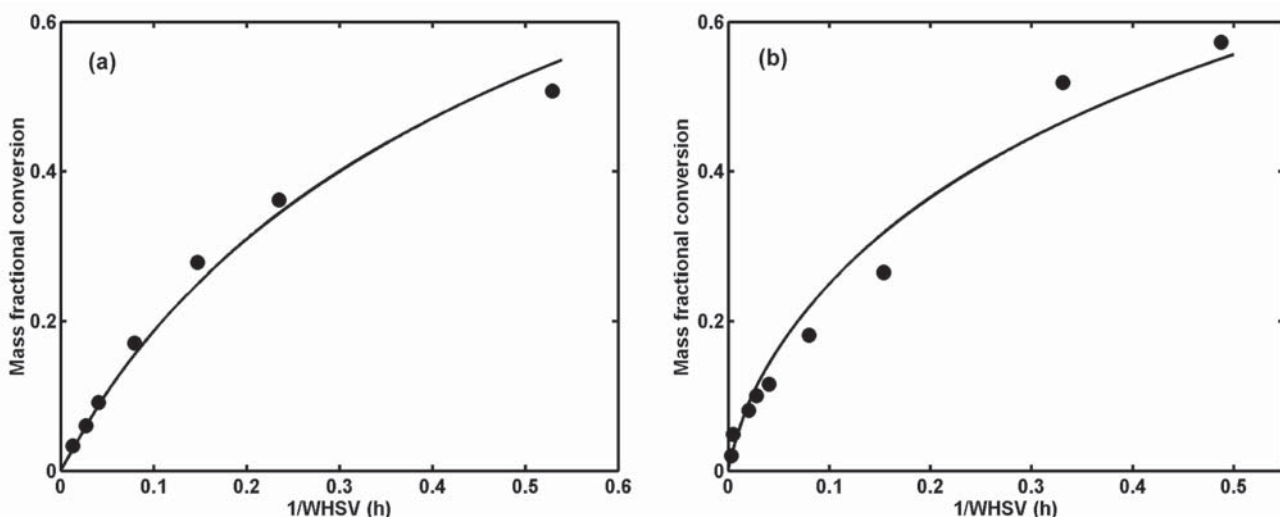 (a)
Mass fractional conversion
0.6
0.4
0.2
0
0 0.1 0.2 0.3 0.4 0.5 0.6
1/WHSV (h)
(b)
Mass fractional conversion
0.6
0.4
0.2
0
0 0.1 0.2 0.3 0.4 0.5
1/WHSV (h)